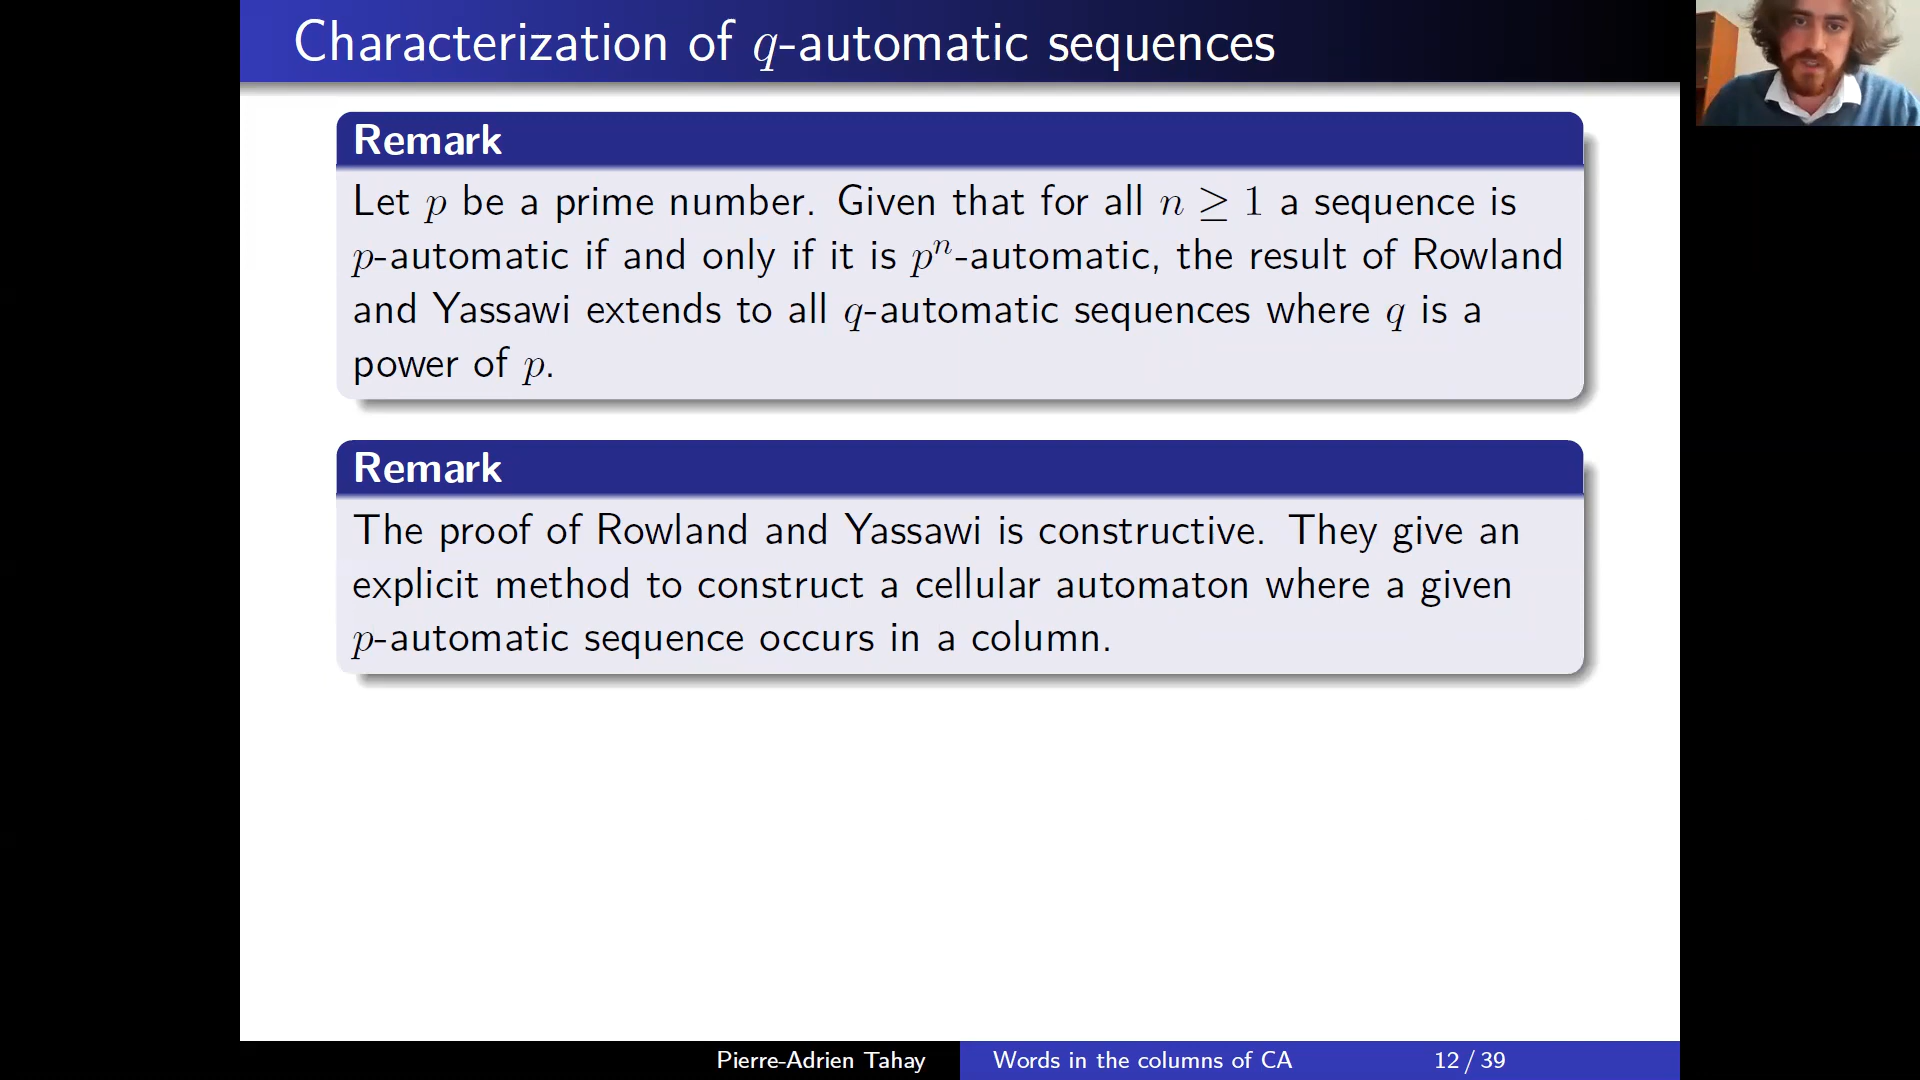 Characterization of q-automatic sequences
Remark
Let p be a prime number. Given that for all n ≥ 1 a sequence is
p-automatic if and only if it is pⁿ-automatic, the result of Rowland
and Yassawi extends to all q-automatic sequences where q is a
power of p.
Remark
The proof of Rowland and Yassawi is constructive. They give an
explicit method to construct a cellular automaton where a given
p-automatic sequence occurs in a column.
Pierre-Adrien Tahay Words in the columns of CA 12 / 39